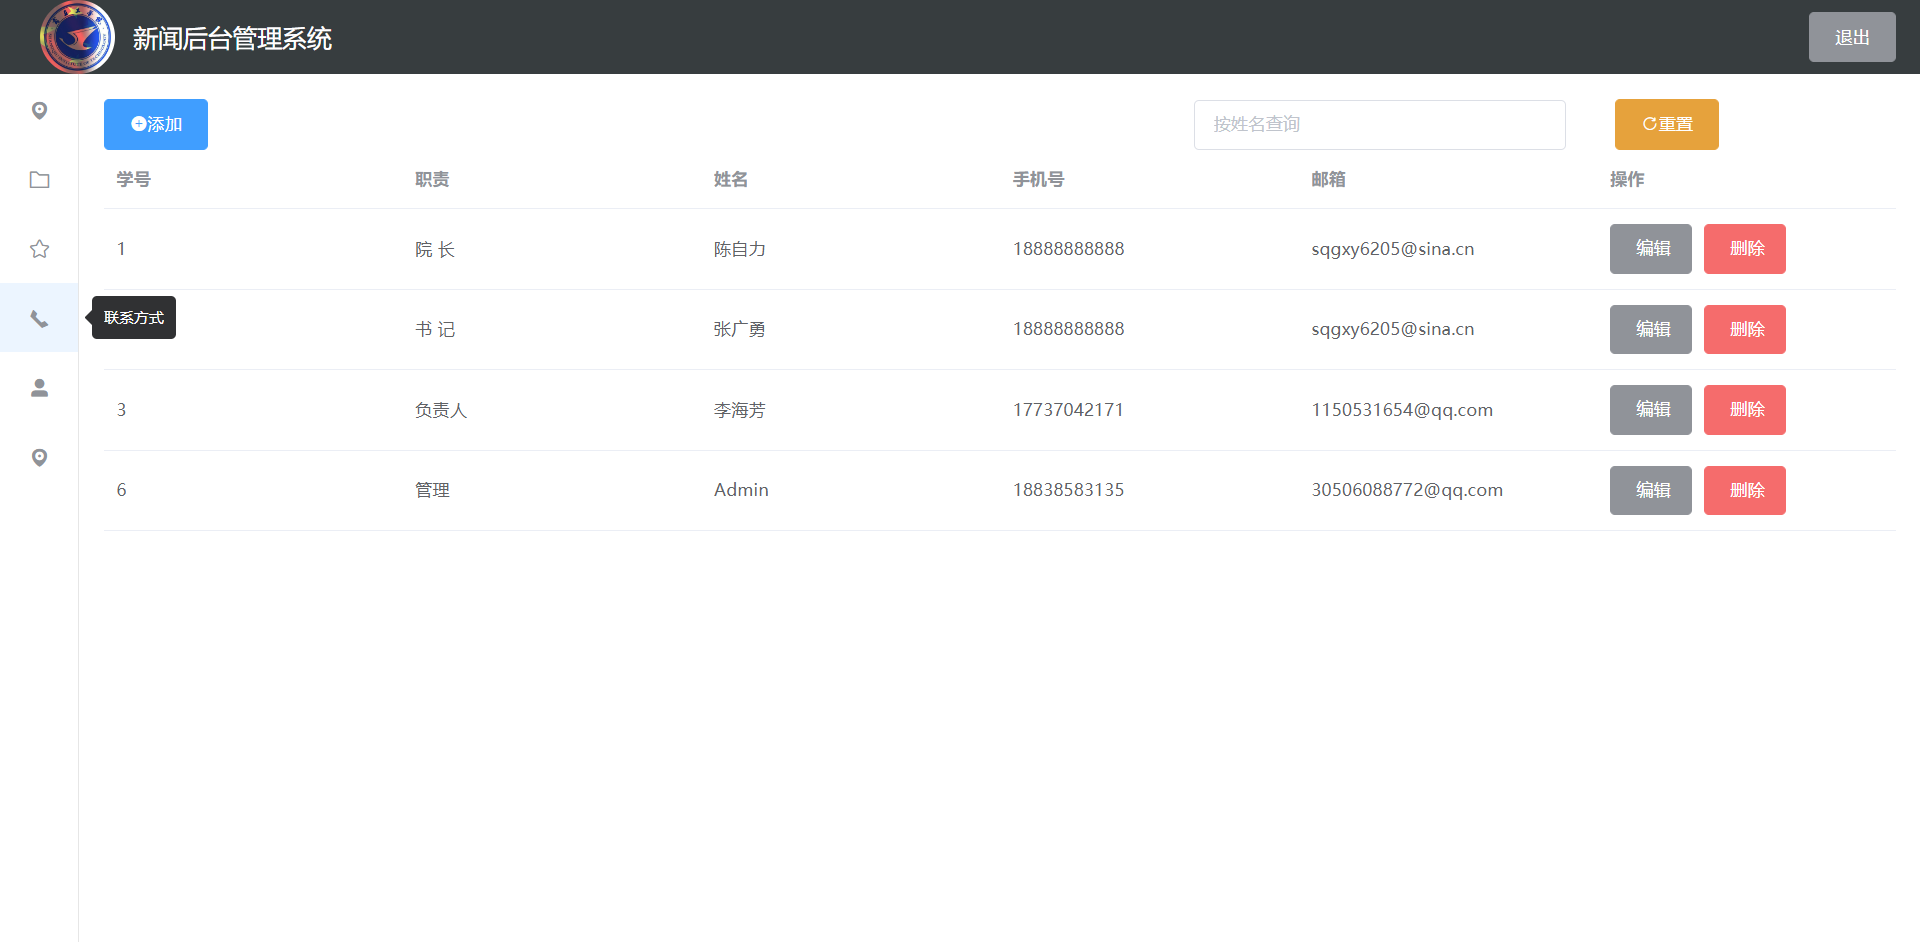 新闻后台管理系统 退出
添加 按姓名查询 重置
学号 职责 姓名 手机号 邮箱 操作
1 院 长 陈自力 18888888888 sqgxy6205@sina.cn 编辑 删除
联系方式 书 记 张广勇 18888888888 sqgxy6205@sina.cn 编辑 删除
3 负责人 李海芳 17737042171 1150531654@qq.com 编辑 删除
6 管理 Admin 18838583135 30506088772@qq.com 编辑 删除